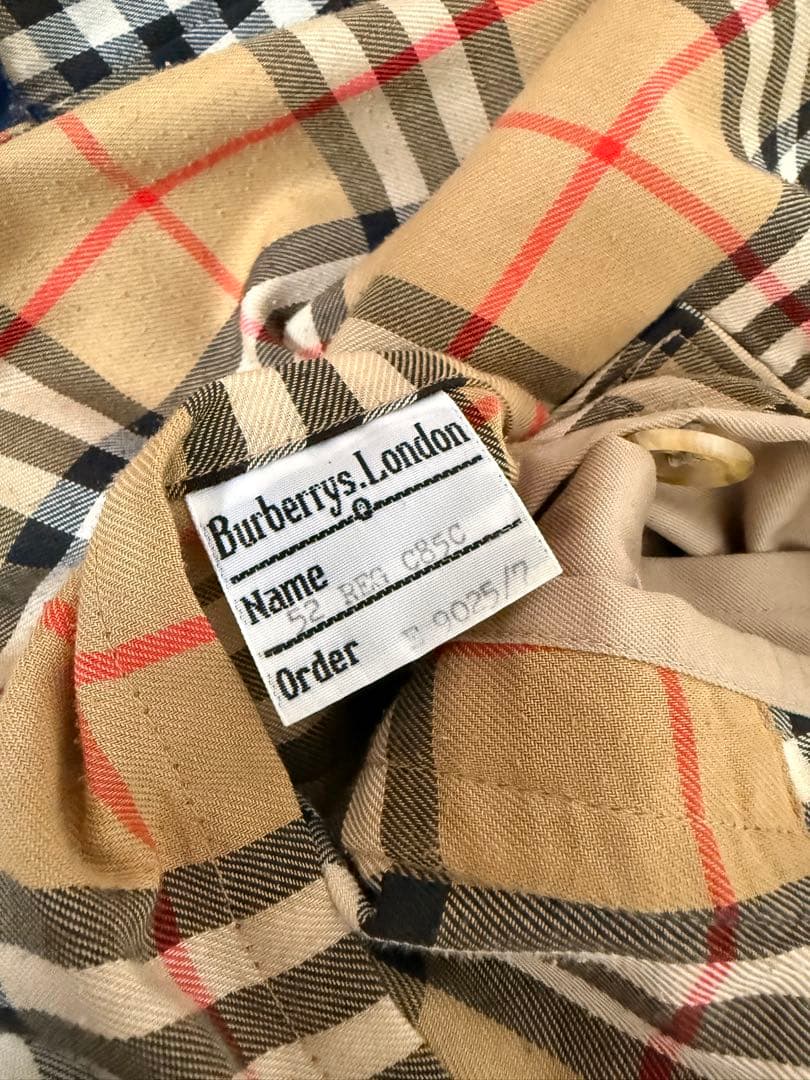 Burberrys.London
R
Name
52 REG C85C
Order E 9025/7